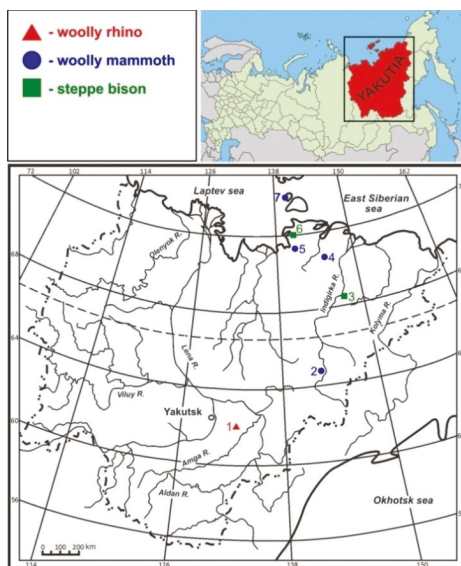 - woolly rhino
- woolly mammoth
- steppe bison
YAKUTIA
72 102 114 126 138 150 162
Laptev sea
East Siberian sea
7
6
5
4
3
2
1
Olenyok R.
Indigirka R.
Kolyma R.
Lena R.
Viluy R.
Yakutsk
Amga R.
Aldan R.
Okhotsk sea
68
64
60
56
0 200 km
126 138 150